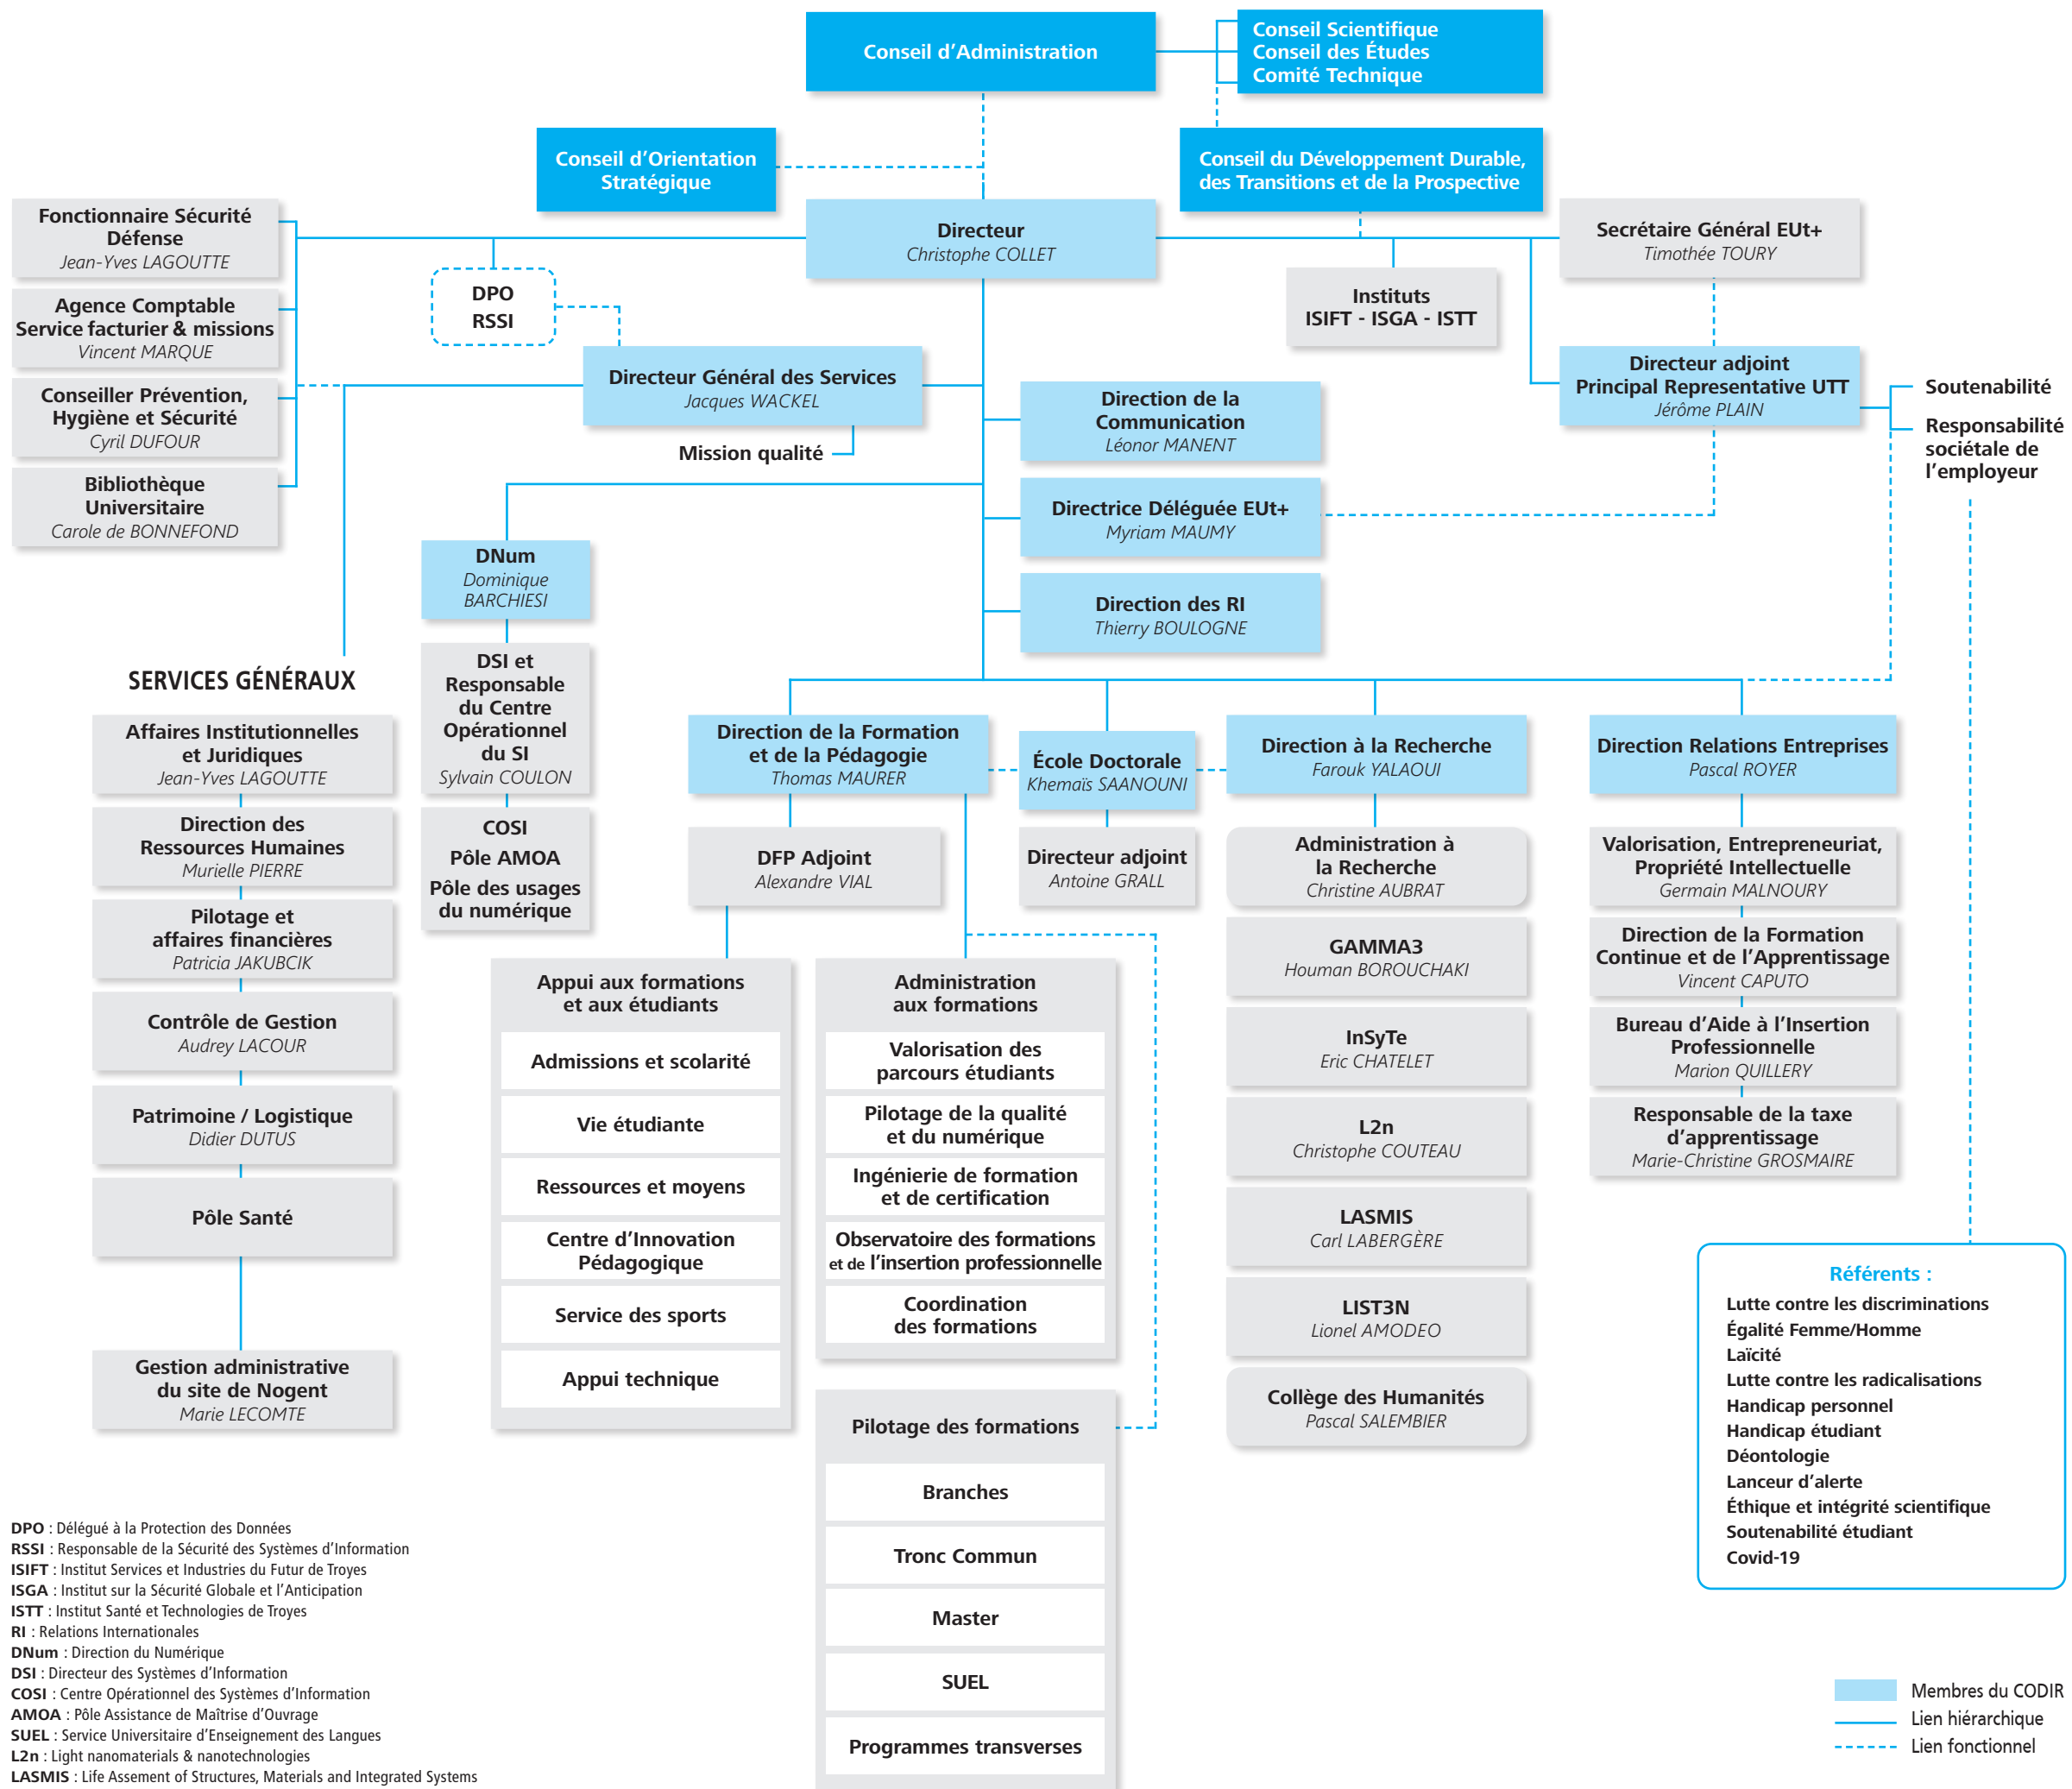 Conseil d’Administration
Conseil Scientifique
Conseil des Études
Comité Technique
Conseil d’Orientation
Stratégique
Conseil du Développement Durable,
des Transitions et de la Prospective
Fonctionnaire Sécurité
Défense
Jean-Yves LAGOUTTE
Directeur
Christophe COLLET
Secrétaire Général EUt+
Timothée TOURY
DPO
RSSI
Instituts
ISIFT - ISGA - ISTT
Agence Comptable
Service facturier & missions
Vincent MARQUE
Directeur Général des Services
Jacques WACKEL
Mission qualité
Directeur adjoint
Principal Representative UTT
Jérôme PLAIN
Soutenabilité
Responsabilité
sociétale de
l’employeur
Conseiller Prévention,
Hygiène et Sécurité
Cyril DUFOUR
Direction de la
Communication
Léonor MANENT
Bibliothèque
Universitaire
Carole de BONNEFOND
Directrice Déléguée EUt+
Myriam MAUMY
DNum
Dominique
BARCHIESI
Direction des RI
Thierry BOULOGNE
DSI et
Responsable
du Centre
Opérationnel
du SI
Sylvain COULON
COSI
Pôle AMOA
Pôle des usages
du numérique
SERVICES GÉNÉRAUX
Affaires Institutionnelles
et Juridiques
Jean-Yves LAGOUTTE
Direction des
Ressources Humaines
Murielle PIERRE
Pilotage et
affaires financières
Patricia JAKUBCIK
Contrôle de Gestion
Audrey LACOUR
Patrimoine / Logistique
Didier DUTUS
Pôle Santé
Gestion administrative
du site de Nogent
Marie LECOMTE
Direction de la Formation
et de la Pédagogie
Thomas MAURER
École Doctorale
Khemaïs SAANOUNI
Direction à la Recherche
Farouk YALAOUI
Direction Relations Entreprises
Pascal ROYER
DFP Adjoint
Alexandre VIAL
Directeur adjoint
Antoine GRALL
Appui aux formations
et aux étudiants
Admissions et scolarité
Vie étudiante
Ressources et moyens
Centre d’Innovation
Pédagogique
Service des sports
Appui technique
Administration
aux formations
Valorisation des
parcours étudiants
Pilotage de la qualité
et du numérique
Ingénierie de formation
et de certification
Observatoire des formations
et de l’insertion professionnelle
Coordination
des formations
Pilotage des formations
Branches
Tronc Commun
Master
SUEL
Programmes transverses
Administration à
la Recherche
Christine AUBRAT
GAMMA3
Houman BOROUCHAKI
InSyTe
Eric CHATELET
L2n
Christophe COUTEAU
LASMIS
Carl LABERGÈRE
LIST3N
Lionel AMODEO
Collège des Humanités
Pascal SALEMBIER
Valorisation, Entrepreneuriat,
Propriété Intellectuelle
Germain MALNOURY
Direction de la Formation
Continue et de l’Apprentissage
Vincent CAPUTO
Bureau d’Aide à l’Insertion
Professionnelle
Marion QUILLERY
Responsable de la taxe
d’apprentissage
Marie-Christine GROSMAIRE
Référents :
Lutte contre les discriminations
Égalité Femme/Homme
Laïcité
Lutte contre les radicalisations
Handicap personnel
Handicap étudiant
Déontologie
Lanceur d’alerte
Éthique et intégrité scientifique
Soutenabilité étudiant
Covid-19
DPO : Délégué à la Protection des Données
RSSI : Responsable de la Sécurité des Systèmes d’Information
ISIFT : Institut Services et Industries du Futur de Troyes
ISGA : Institut sur la Sécurité Globale et l’Anticipation
ISTT : Institut Santé et Technologies de Troyes
RI : Relations Internationales
DNum : Direction du Numérique
DSI : Directeur des Systèmes d’Information
COSI : Centre Opérationnel des Systèmes d’Information
AMOA : Pôle Assistance de Maîtrise d’Ouvrage
SUEL : Service Universitaire d’Enseignement des Langues
L2n : Light nanomaterials & nanotechnologies
LASMIS : Life Assement of Structures, Materials and Integrated Systems
Membres du CODIR
Lien hiérarchique
Lien fonctionnel